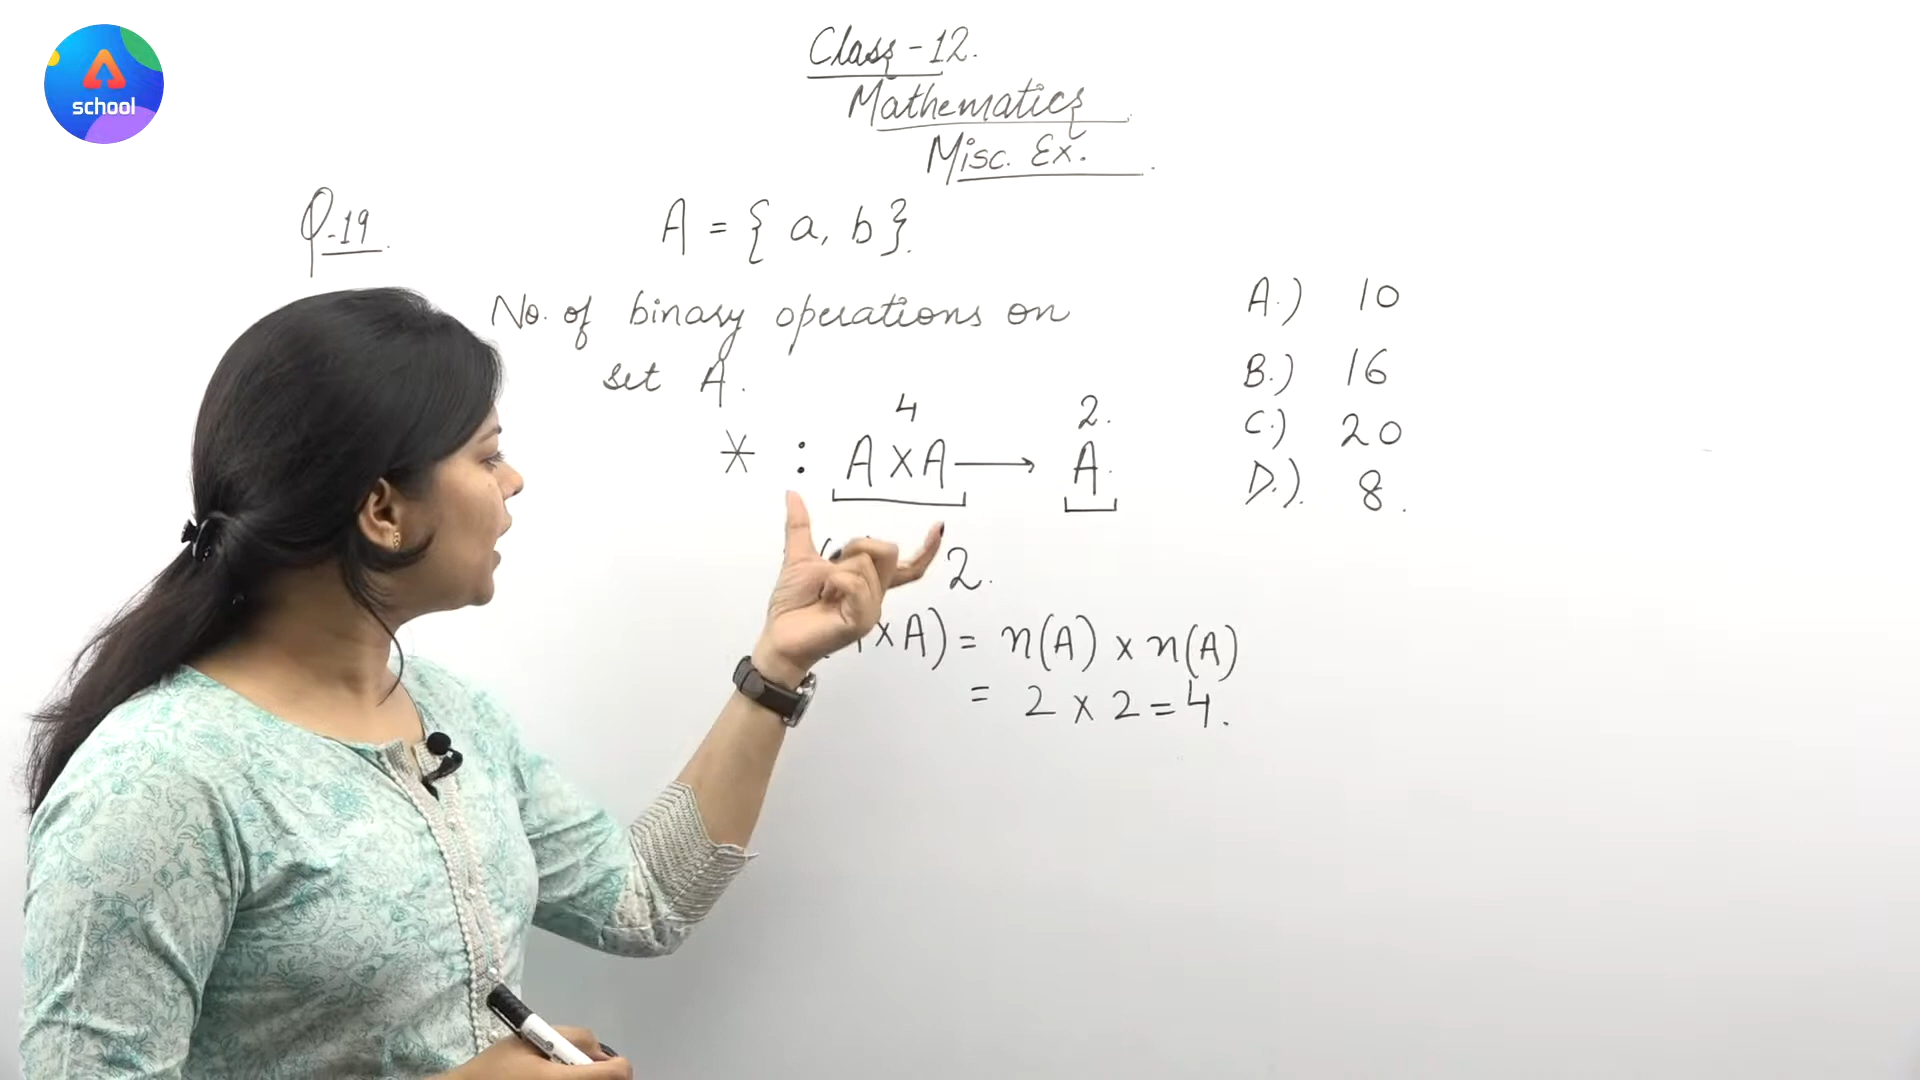 school
Class-12.
Mathematics
Misc. Ex.
Q-19
A = { a, b}.
No. of binary operations on
set A.
4 2.
* : A×A → A.
2.
×A) = n(A) × n(A)
= 2 × 2 = 4.
A.) 10
B.) 16
C.) 20
D.) 8.